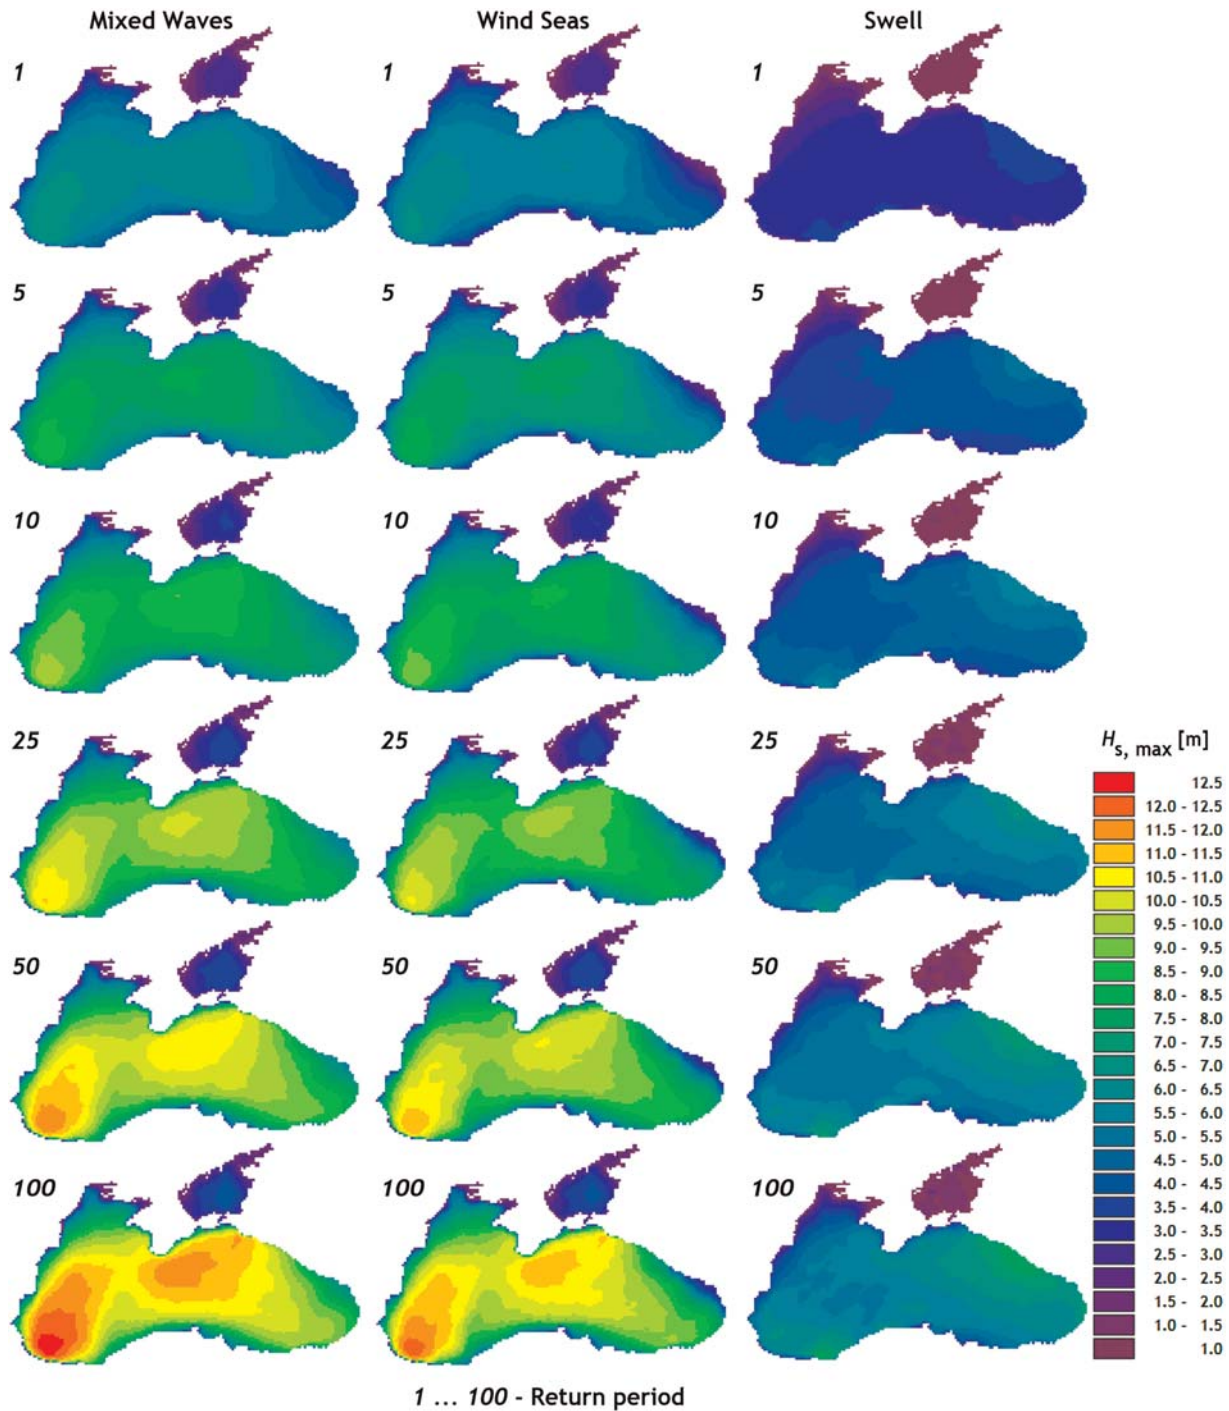 Mixed Waves Wind Seas Swell
1 1 1
5 5 5
10 10 10
25 25 25
50 50 50
100 100 100
Hs, max [m]
12.5
12.0 - 12.5
11.5 - 12.0
11.0 - 11.5
10.5 - 11.0
10.0 - 10.5
9.5 - 10.0
9.0 - 9.5
8.5 - 9.0
8.0 - 8.5
7.5 - 8.0
7.0 - 7.5
6.5 - 7.0
6.0 - 6.5
5.5 - 6.0
5.0 - 5.5
4.5 - 5.0
4.0 - 4.5
3.5 - 4.0
3.0 - 3.5
2.5 - 3.0
2.0 - 2.5
1.5 - 2.0
1.0 - 1.5
1.0
1 ... 100 - Return period